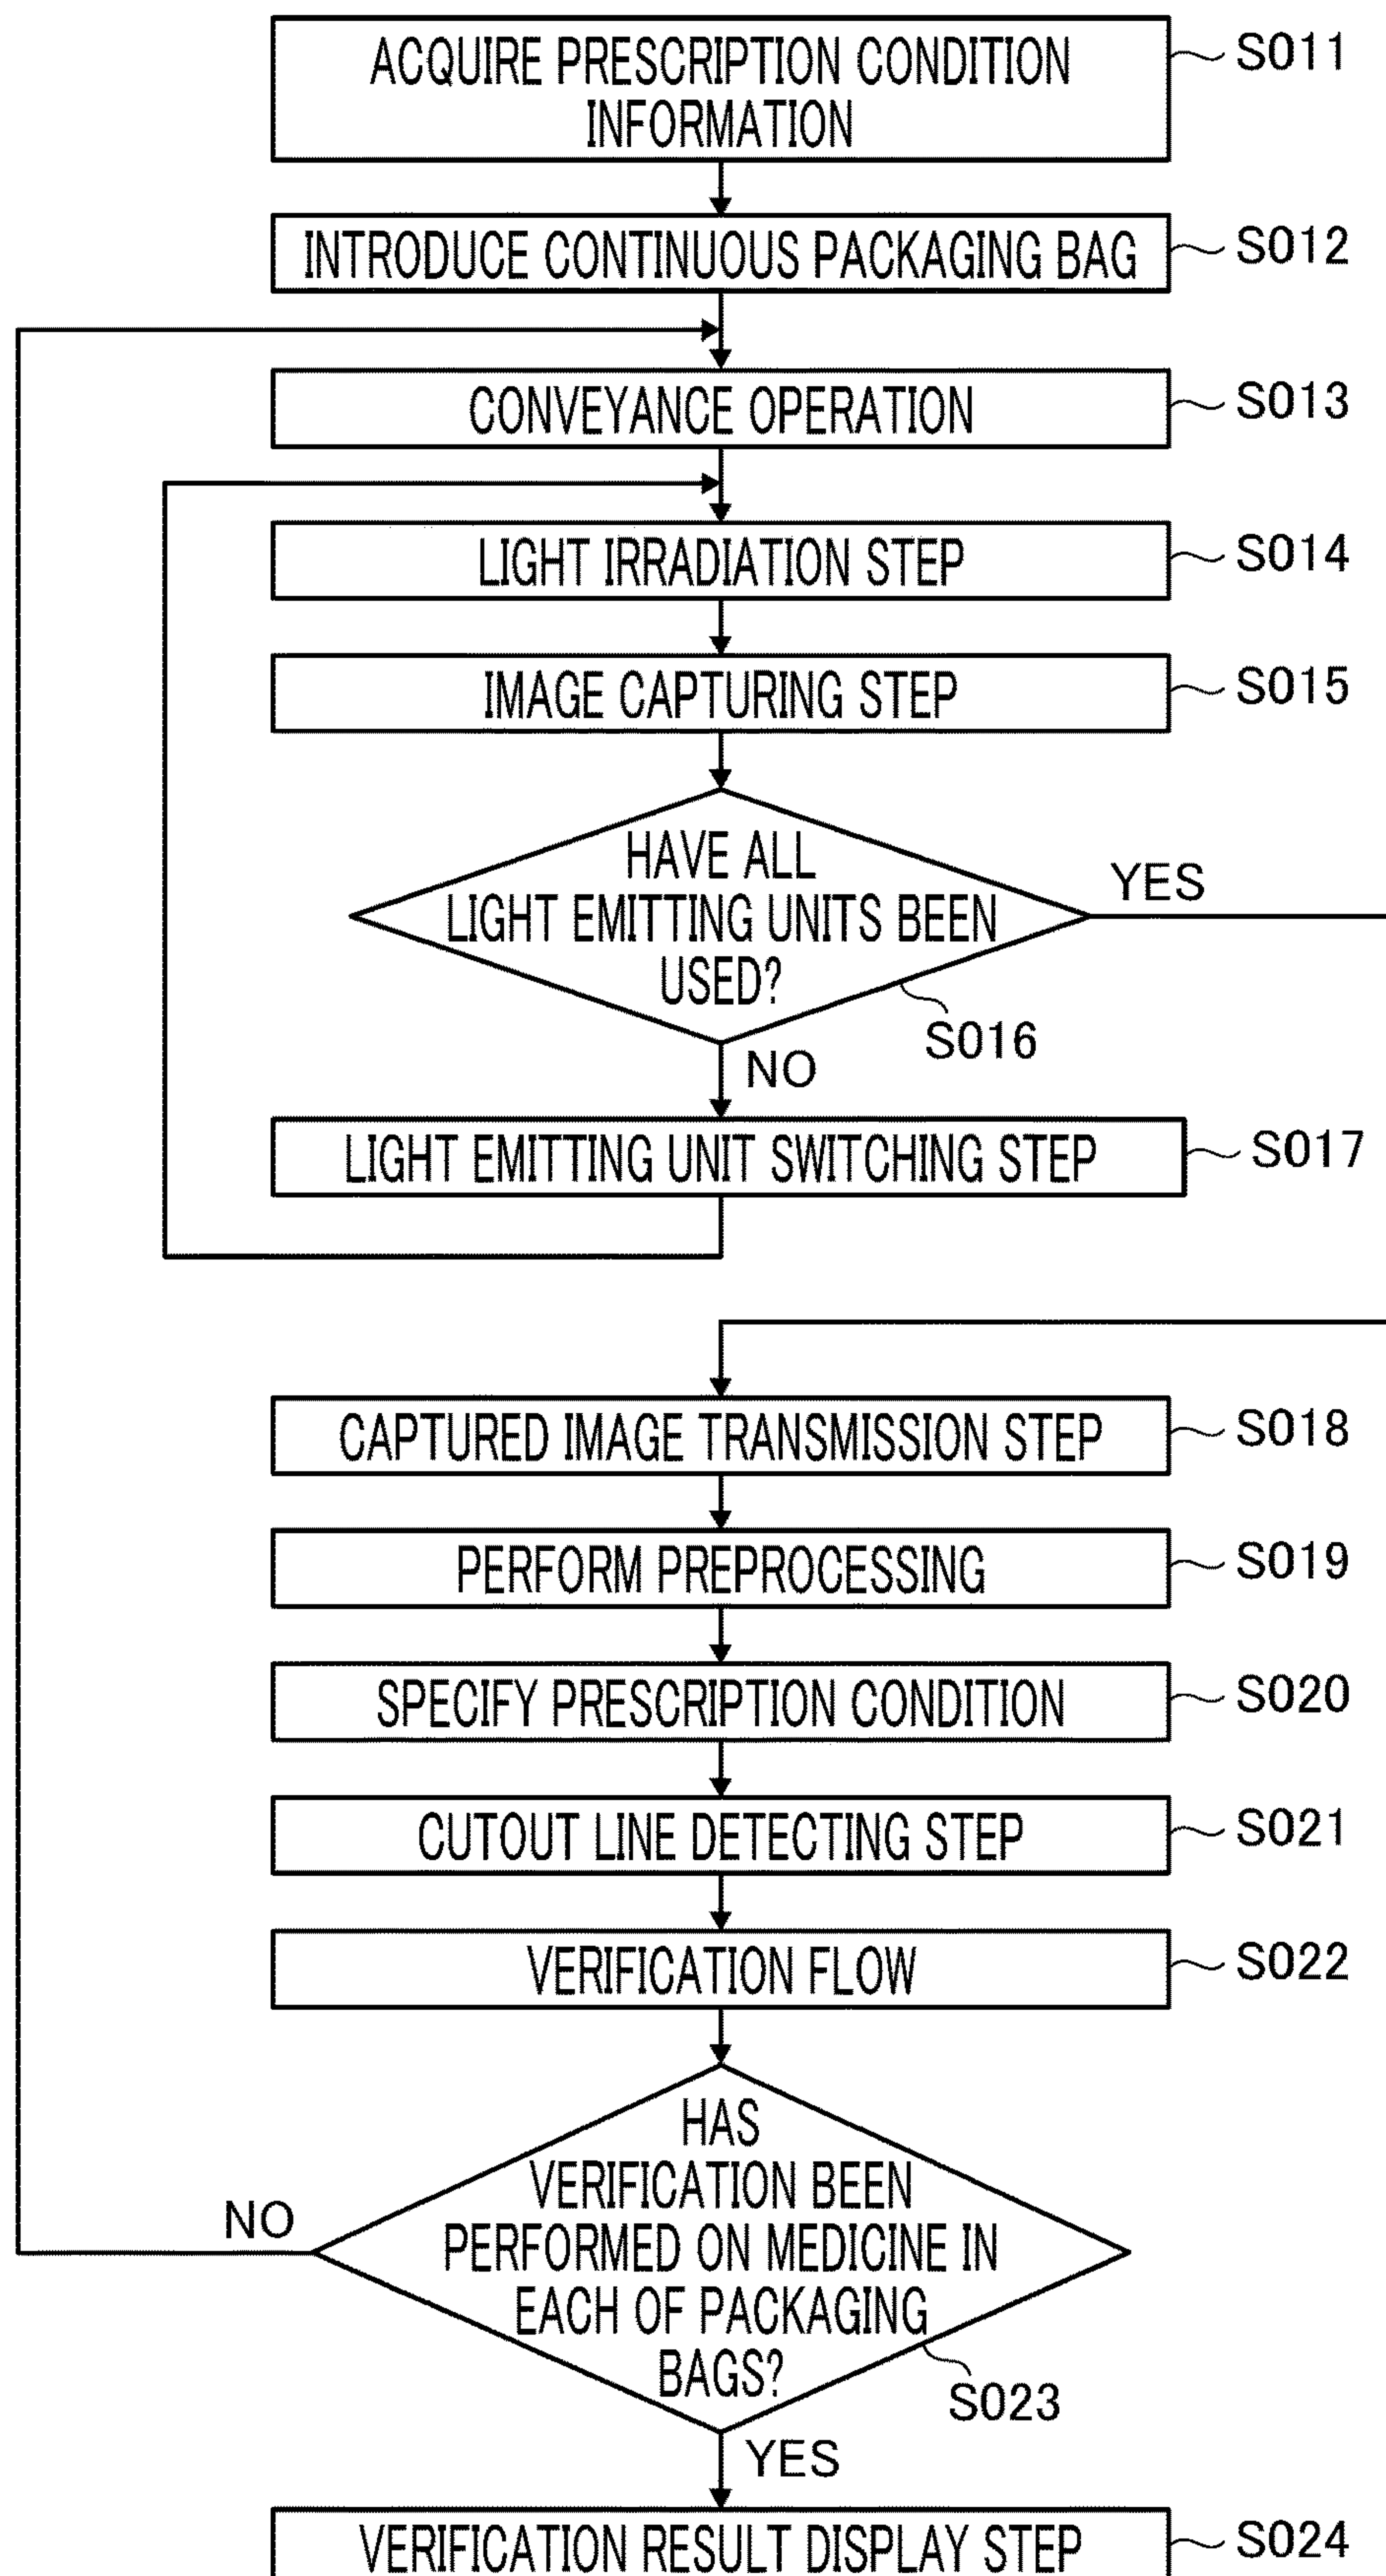 ACQUIRE PRESCRIPTION CONDITION
INFORMATION
S011
INTRODUCE CONTINUOUS PACKAGING BAG
S012
CONVEYANCE OPERATION
S013
LIGHT IRRADIATION STEP
S014
IMAGE CAPTURING STEP
S015
HAVE ALL
LIGHT EMITTING UNITS BEEN
USED?
YES
S016
NO
LIGHT EMITTING UNIT SWITCHING STEP
S017
CAPTURED IMAGE TRANSMISSION STEP
S018
PERFORM PREPROCESSING
S019
SPECIFY PRESCRIPTION CONDITION
S020
CUTOUT LINE DETECTING STEP
S021
VERIFICATION FLOW
S022
HAS
VERIFICATION BEEN
PERFORMED ON MEDICINE IN
EACH OF PACKAGING
BAGS?
NO
S023
YES
VERIFICATION RESULT DISPLAY STEP
S024